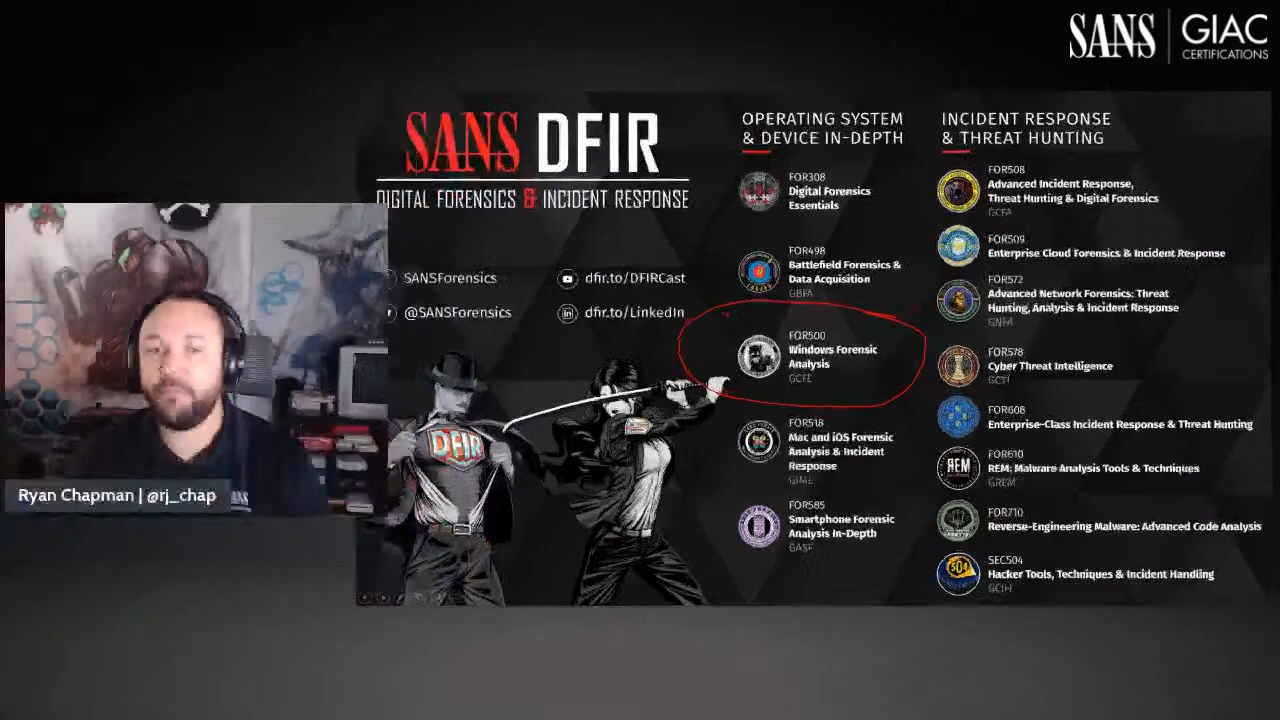 SANS GIAC
CERTIFICATIONS
SANS DFIR
DIGITAL FORENSICS & INCIDENT RESPONSE
SANSForensics
dfir.to/DFIRCast
@SANSForensics
dfir.to/LinkedIn
DFIR
Ryan Chapman | @rj_chap
OPERATING SYSTEM
& DEVICE IN-DEPTH
FOR308
Digital Forensics
Essentials
FOR498
Battlefield Forensics &
Data Acquisition
GBFA
FOR500
Windows Forensic
Analysis
GCFE
FOR518
Mac and iOS Forensic
Analysis & Incident
Response
GIME
FOR585
Smartphone Forensic
Analysis In-Depth
GASF
INCIDENT RESPONSE
& THREAT HUNTING
FOR508
Advanced Incident Response,
Threat Hunting & Digital Forensics
GCFA
FOR509
Enterprise Cloud Forensics & Incident Response
FOR572
Advanced Network Forensics: Threat
Hunting, Analysis & Incident Response
GNFA
FOR578
Cyber Threat Intelligence
GCTI
FOR608
Enterprise-Class Incident Response & Threat Hunting
REM
FOR610
REM: Malware Analysis Tools & Techniques
GREM
FOR710
Reverse-Engineering Malware: Advanced Code Analysis
504
SEC504
Hacker Tools, Techniques & Incident Handling
GCIH